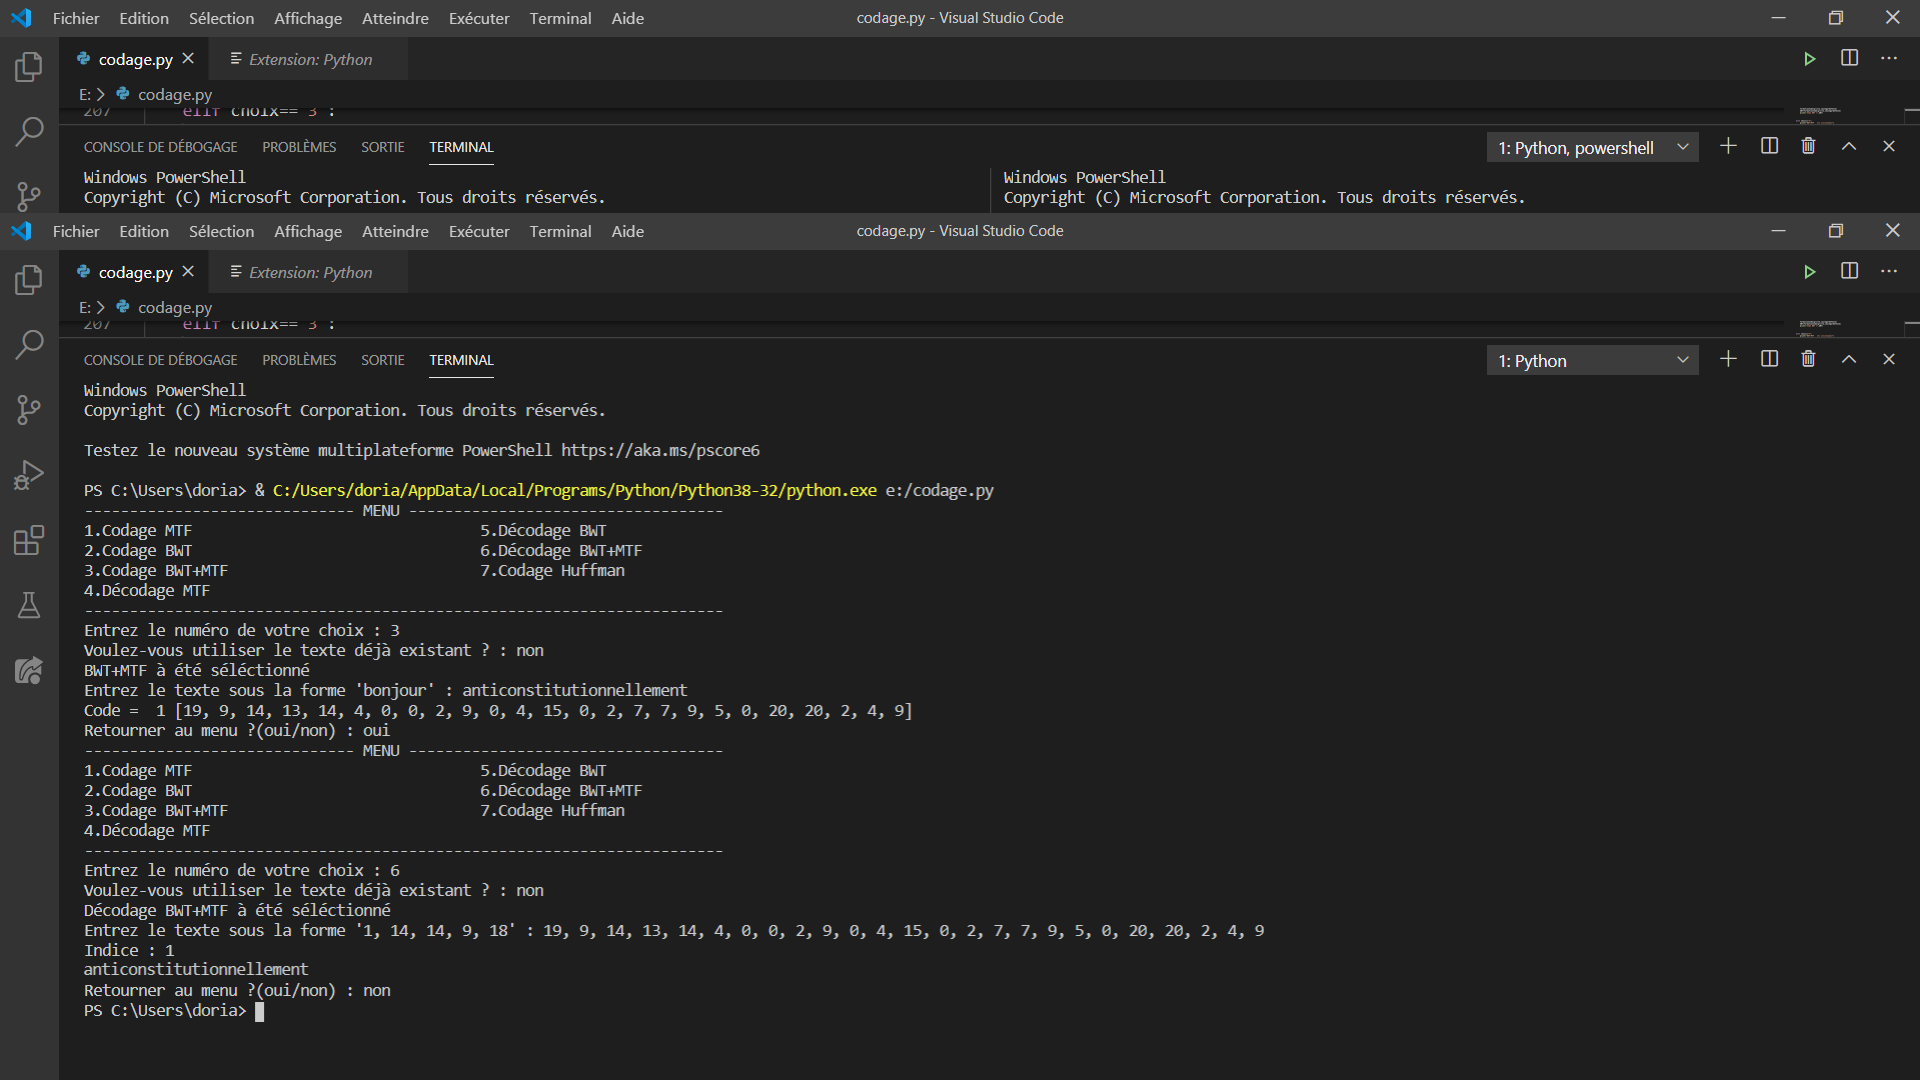 Fichier Edition Sélection Affichage Atteindre Exécuter Terminal Aide codage.py - Visual Studio Code
codage.py Extension: Python
E: codage.py
207 elif choix== 3 :
CONSOLE DE DÉBOGAGE PROBLÈMES SORTIE TERMINAL 1: Python, powershell
Windows PowerShell Windows PowerShell
Copyright (C) Microsoft Corporation. Tous droits réservés. Copyright (C) Microsoft Corporation. Tous droits réservés.
Fichier Edition Sélection Affichage Atteindre Exécuter Terminal Aide codage.py - Visual Studio Code
codage.py Extension: Python
E: codage.py
207 elif choix== 3 :
CONSOLE DE DÉBOGAGE PROBLÈMES SORTIE TERMINAL 1: Python
Windows PowerShell
Copyright (C) Microsoft Corporation. Tous droits réservés.
Testez le nouveau système multiplateforme PowerShell https://aka.ms/pscore6
PS C:\Users\doria> & C:/Users/doria/AppData/Local/Programs/Python/Python38-32/python.exe e:/codage.py
------------------------------ MENU -----------------------------------
1.Codage MTF 5.Décodage BWT
2.Codage BWT 6.Décodage BWT+MTF
3.Codage BWT+MTF 7.Codage Huffman
4.Décodage MTF
-----------------------------------------------------------------------
Entrez le numéro de votre choix : 3
Voulez-vous utiliser le texte déjà existant ? : non
BWT+MTF à été séléctionné
Entrez le texte sous la forme 'bonjour' : anticonstitutionnellement
Code =  1 [19, 9, 14, 13, 14, 4, 0, 0, 2, 9, 0, 4, 15, 0, 2, 7, 7, 9, 5, 0, 20, 20, 2, 4, 9]
Retourner au menu ?(oui/non) : oui
------------------------------ MENU -----------------------------------
1.Codage MTF 5.Décodage BWT
2.Codage BWT 6.Décodage BWT+MTF
3.Codage BWT+MTF 7.Codage Huffman
4.Décodage MTF
-----------------------------------------------------------------------
Entrez le numéro de votre choix : 6
Voulez-vous utiliser le texte déjà existant ? : non
Décodage BWT+MTF à été séléctionné
Entrez le texte sous la forme '1, 14, 14, 9, 18' : 19, 9, 14, 13, 14, 4, 0, 0, 2, 9, 0, 4, 15, 0, 2, 7, 7, 9, 5, 0, 20, 20, 2, 4, 9
Indice : 1
anticonstitutionnellement
Retourner au menu ?(oui/non) : non
PS C:\Users\doria>